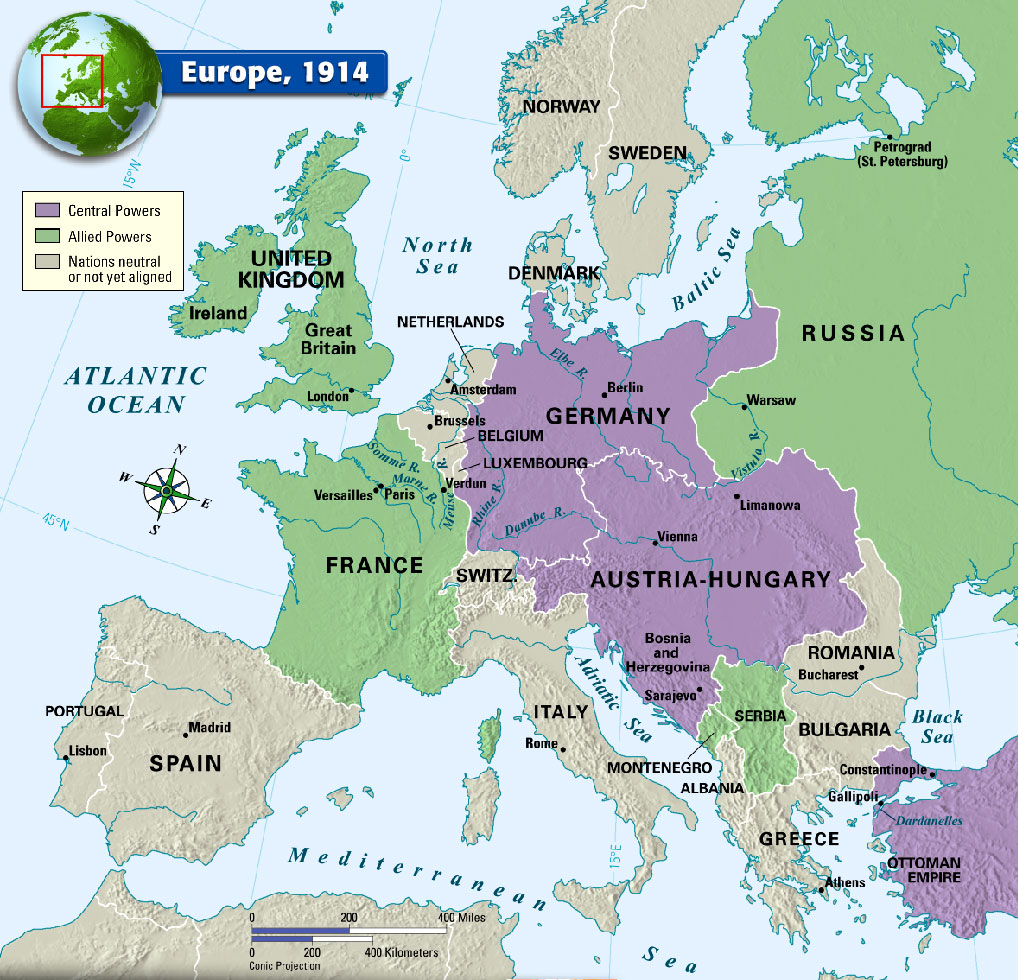 Europe, 1914
15°N
0°
NORWAY
SWEDEN
Petrograd
(St. Petersburg)
Central Powers
Allied Powers
Nations neutral
or not yet aligned
North
Sea
Baltic Sea
UNITED
KINGDOM
DENMARK
Ireland
Great
Britain
London
NETHERLANDS
Amsterdam
RUSSIA
ATLANTIC
OCEAN
Elbe R.
Berlin
GERMANY
Warsaw
Vistula R.
Brussels
BELGIUM
LUXEMBOURG
Somme R.
Marne R.
Versailles
Paris
Verdun
Meuse R.
Rhine R.
Danube R.
Limanowa
Vienna
N
W
E
S
45°N
FRANCE
SWITZ.
AUSTRIA-HUNGARY
Bosnia
and
Herzegovina
Sarajevo
ROMANIA
Bucharest
Adriatic Sea
PORTUGAL
Lisbon
Madrid
SPAIN
ITALY
Rome
SERBIA
BULGARIA
Black
Sea
MONTENEGRO
ALBANIA
Constantinople
Gallipoli
Dardanelles
GREECE
Athens
OTTOMAN
EMPIRE
15°E
Mediterranean
Sea
0 200 400 Miles
0 200 400 Kilometers
Conic Projection